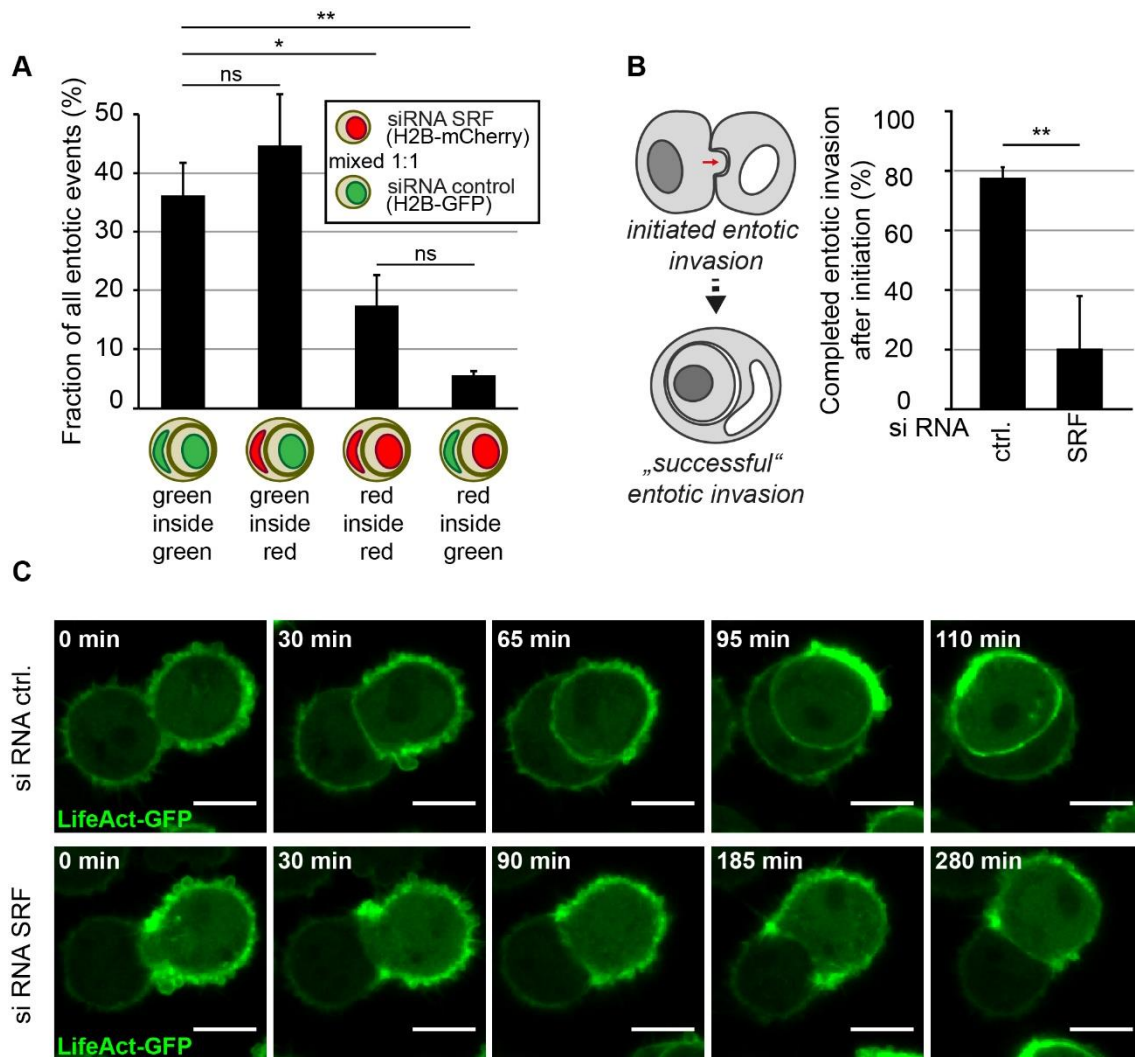 A
**
*
ns
ns
Fraction of all entotic events (%)
50
40
30
20
10
0
siRNA SRF
(H2B-mCherry)
mixed 1:1
siRNA control
(H2B-GFP)
green
inside
green
green
inside
red
red
inside
red
red
inside
green
B
initiated entotic
invasion
„successful“
entotic invasion
Completed entotic invasion
after initiation (%)
100
80
60
40
20
0
**
si RNA
ctrl.
SRF
C
si RNA ctrl.
0 min
30 min
65 min
95 min
110 min
LifeAct-GFP
si RNA SRF
0 min
30 min
90 min
185 min
280 min
LifeAct-GFP